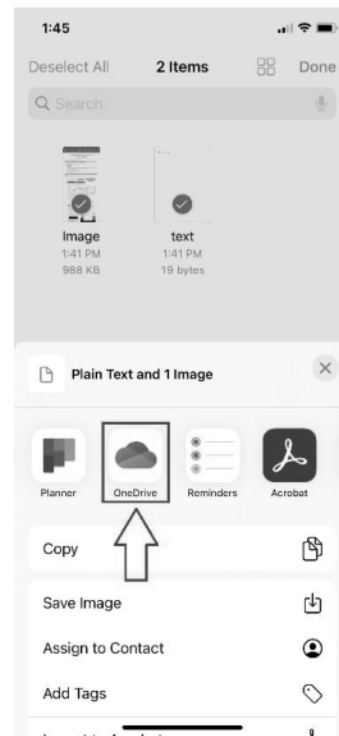 1:45
Deselect All 2 Items Done
Search
Image text
1:41 PM 1:41 PM
988 KB 19 bytes
Plain Text and 1 Image
Planner OneDrive Reminders Acrobat
Copy
Save Image
Assign to Contact
Add Tags